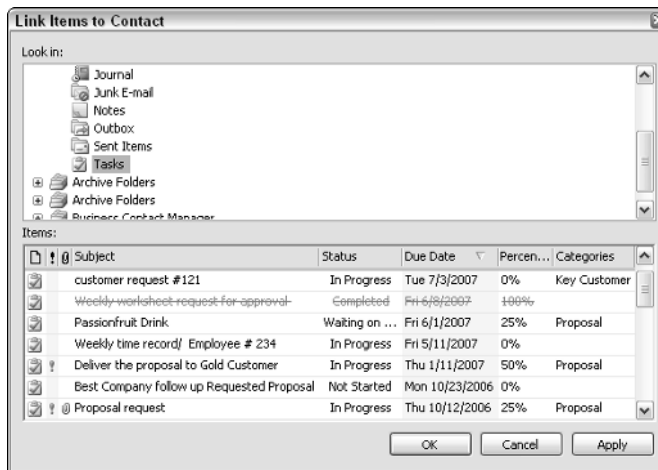 Link Items to Contact
Look in:
Journal
Junk E-mail
Notes
Outbox
Sent Items
Tasks
Archive Folders
Archive Folders
Business Contact Manager
Items:
! Subject Status Due Date Percen... Categories
customer request #121 In Progress Tue 7/3/2007 0% Key Customer
Weekly worksheet request for approval Completed Fri 6/8/2007 100%
Passionfruit Drink Waiting on ... Fri 6/1/2007 25% Proposal
Weekly time record/ Employee # 234 In Progress Fri 5/11/2007 0%
! Deliver the proposal to Gold Customer In Progress Thu 1/11/2007 50% Proposal
Best Company follow up Requested Proposal Not Started Mon 10/23/2006 0%
! Proposal request In Progress Thu 10/12/2006 25% Proposal
OK Cancel Apply